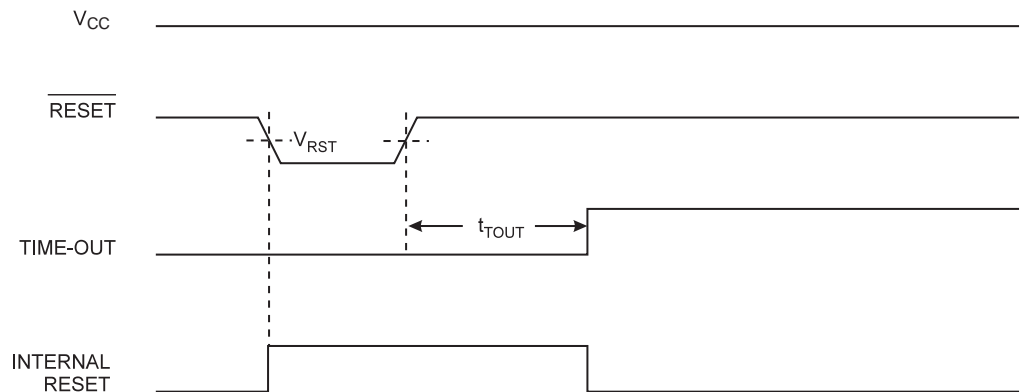 VCC
RESET
VRST
tTOUT
TIME-OUT
INTERNAL
RESET